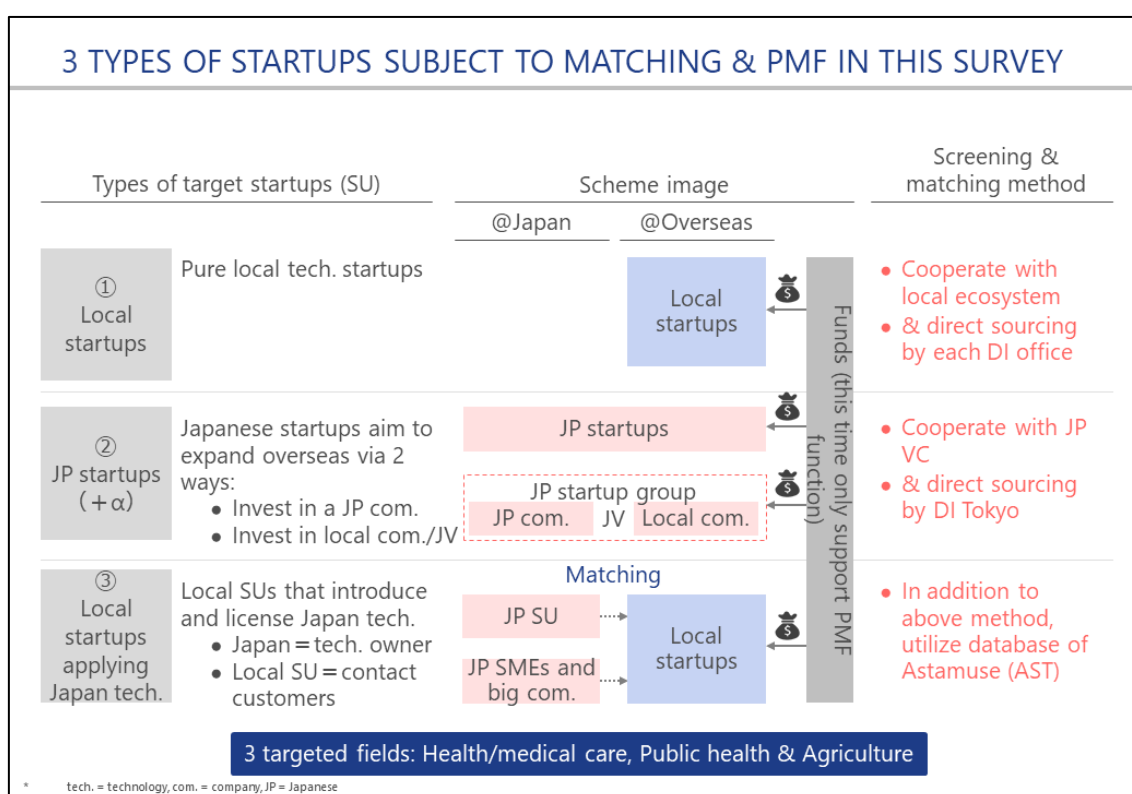 3 TYPES OF STARTUPS SUBJECT TO MATCHING & PMF IN THIS SURVEY
Types of target startups (SU)
Scheme image
Screening &
matching method
@Japan
@Overseas
①
Local
startups
Pure local tech. startups
Local
startups
$
● Cooperate with
local ecosystem
● & direct sourcing
by each DI office
Funds (this time only support PMF
function)
②
JP startups
(+α)
Japanese startups aim to
expand overseas via 2
ways:
● Invest in a JP com.
● Invest in local com./JV
JP startups
$
JP startup group
JP com. JV Local com.
$
● Cooperate with JP
VC
● & direct sourcing
by DI Tokyo
③
Local
startups
applying
Japan tech.
Local SUs that introduce
and license Japan tech.
● Japan=tech. owner
● Local SU=contact
customers
Matching
JP SU
JP SMEs and
big com.
Local
startups
$
● In addition to
above method,
utilize database of
Astamuse (AST)
3 targeted fields: Health/medical care, Public health & Agriculture
* tech. = technology, com. = company, JP = Japanese